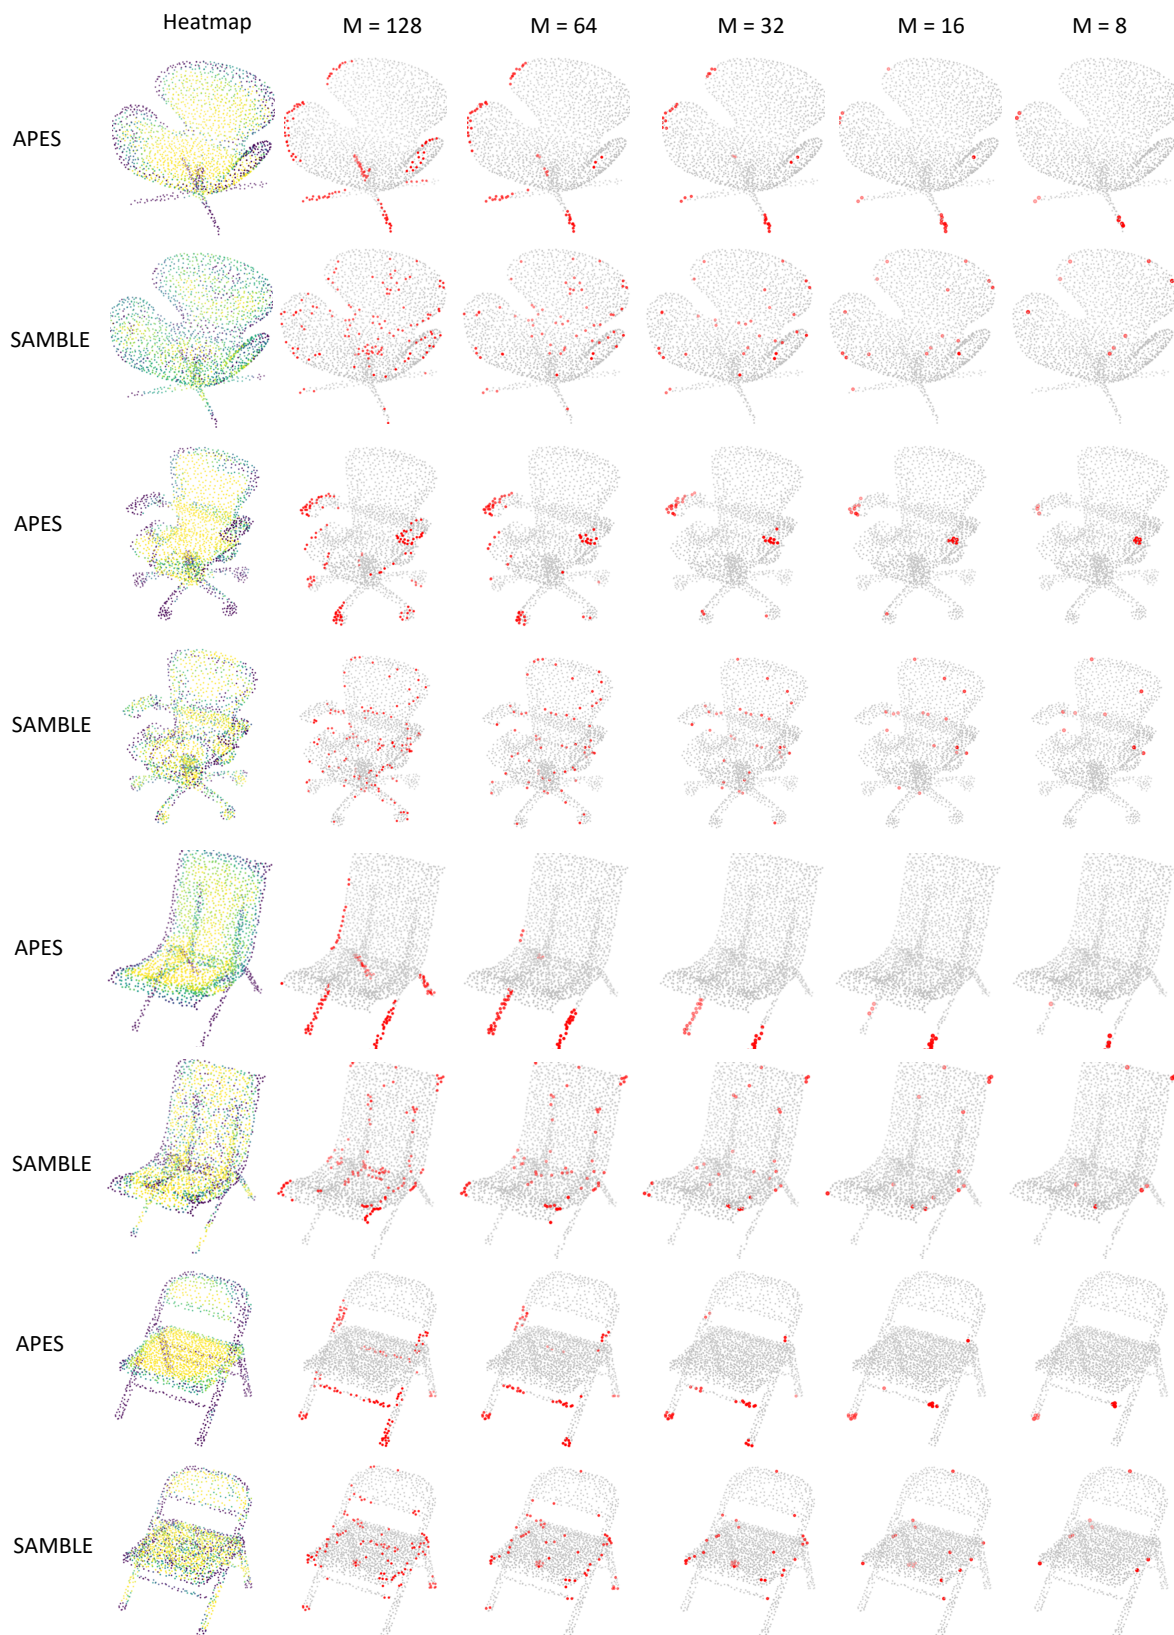 Heatmap M = 128 M = 64 M = 32 M = 16 M = 8
APES
SAMBLE
APES
SAMBLE
APES
SAMBLE
APES
SAMBLE